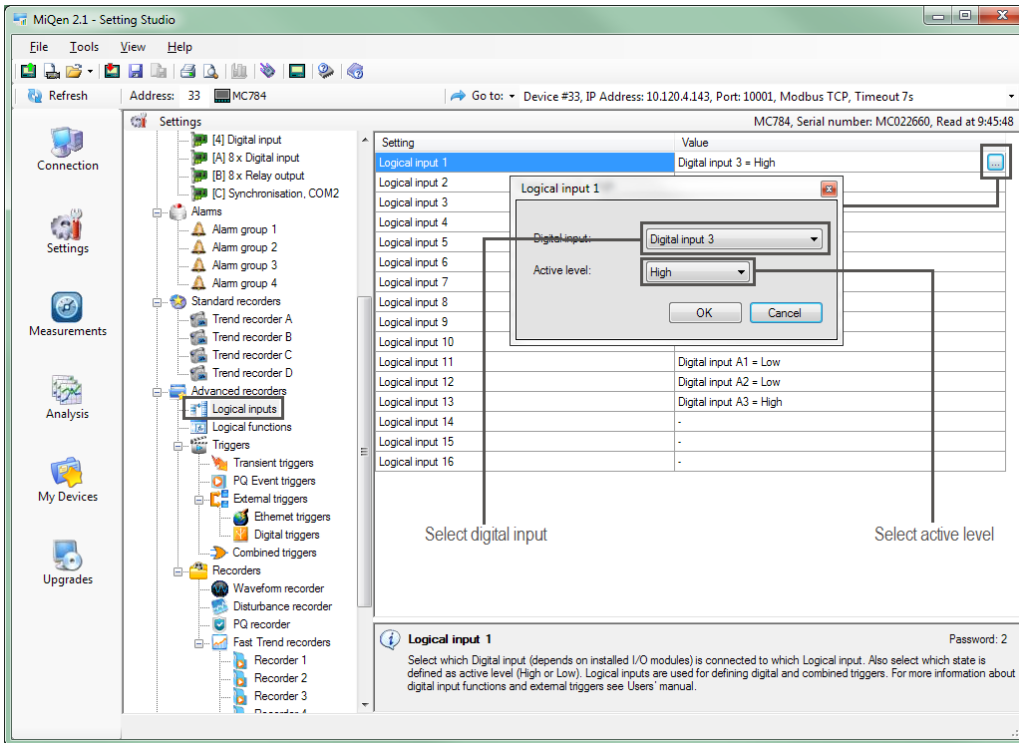 MiQen 2.1 - Setting Studio
File Tools View Help
Refresh
Address: 33 MC784
Go to: Device #33, IP Address: 10.120.4.143, Port: 10001, Modbus TCP, Timeout 7s
Connection
Settings
Measurements
Analysis
My Devices
Upgrades
Settings
MC784, Serial number: MC022660, Read at 9:45:48
[4] Digital input
[A] 8 x Digital input
[B] 8 x Relay output
[C] Synchronisation, COM2
Alarms
Alarm group 1
Alarm group 2
Alarm group 3
Alarm group 4
Standard recorders
Trend recorder A
Trend recorder B
Trend recorder C
Trend recorder D
Advanced recorders
Logical inputs
Logical functions
Triggers
Transient triggers
PQ Event triggers
External triggers
Ethernet triggers
Digital triggers
Combined triggers
Recorders
Waveform recorder
Disturbance recorder
PQ recorder
Fast Trend recorders
Recorder 1
Recorder 2
Recorder 3
Recorder 4
Setting Value
Logical input 1 Digital input 3 = High ...
Logical input 2
Logical input 3
Logical input 4
Logical input 5
Logical input 6
Logical input 7
Logical input 8
Logical input 9
Logical input 10
Logical input 11 Digital input A1 = Low
Logical input 12 Digital input A2 = Low
Logical input 13 Digital input A3 = High
Logical input 14 -
Logical input 15 -
Logical input 16 -
Logical input 1
Digital input: Digital input 3
Active level: High
OK Cancel
Select digital input
Select active level
Logical input 1 Password: 2
Select which Digital input (depends on installed I/O modules) is connected to which Logical input. Also select which state is
defined as active level (High or Low). Logical inputs are used for defining digital and combined triggers. For more information about
digital input functions and external triggers see Users' manual.